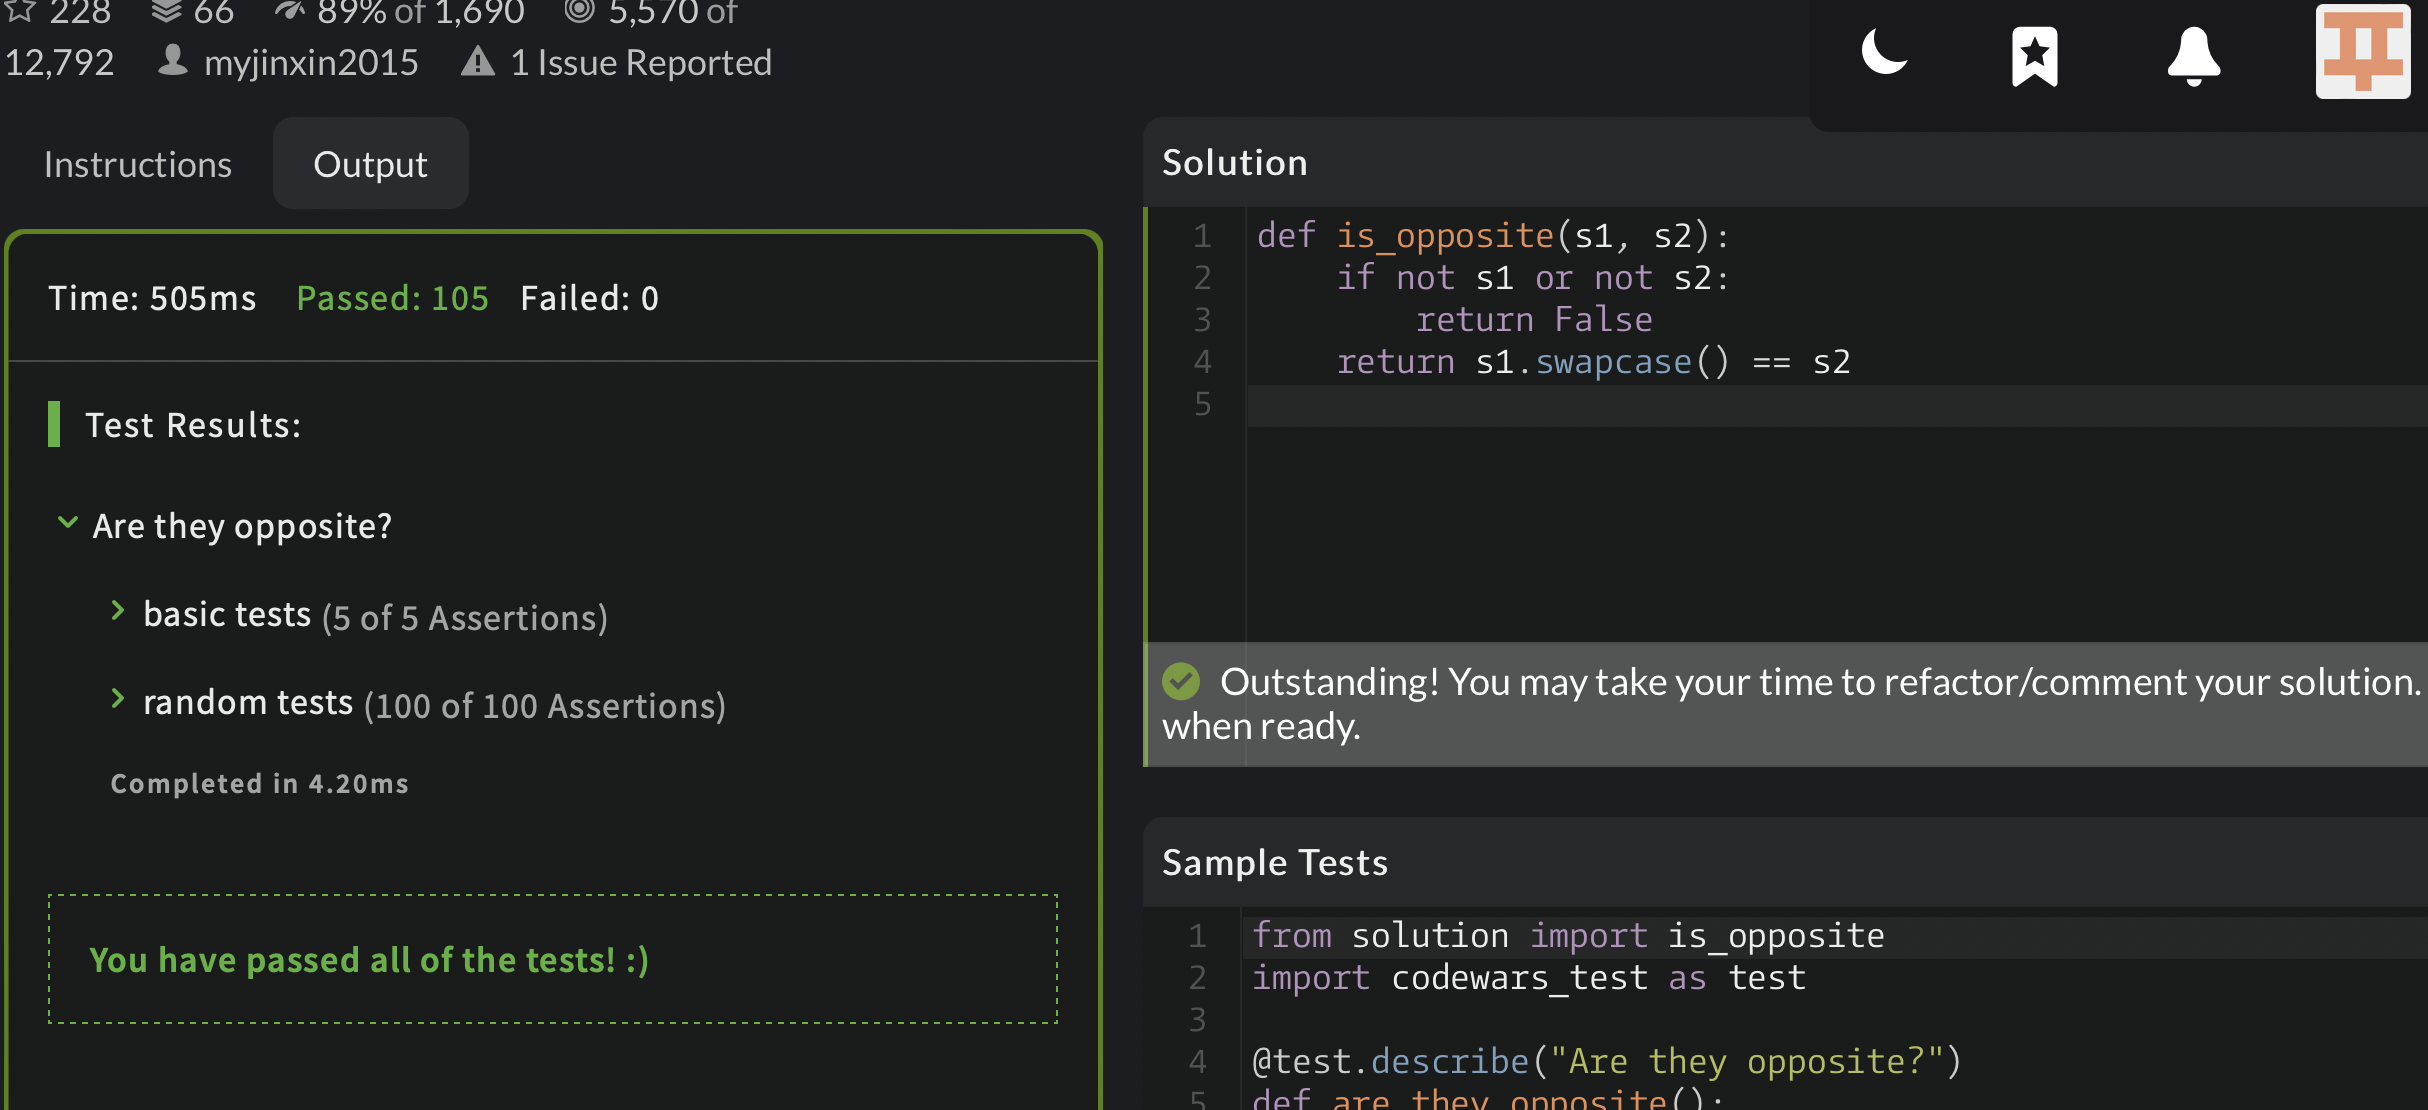 228 66 89% of 1,690 5,570 of
12,792 myjinxin2015 1 Issue Reported
Instructions Output
Time: 505ms Passed: 105 Failed: 0
Test Results:
Are they opposite?
basic tests (5 of 5 Assertions)
random tests (100 of 100 Assertions)
Completed in 4.20ms
You have passed all of the tests! :)
Solution
1 def is_opposite(s1, s2):
2     if not s1 or not s2:
3         return False
4     return s1.swapcase() == s2
5
Outstanding! You may take your time to refactor/comment your solution.
when ready.
Sample Tests
1 from solution import is_opposite
2 import codewars_test as test
3
4 @test.describe("Are they opposite?")
5 def are_they_opposite():